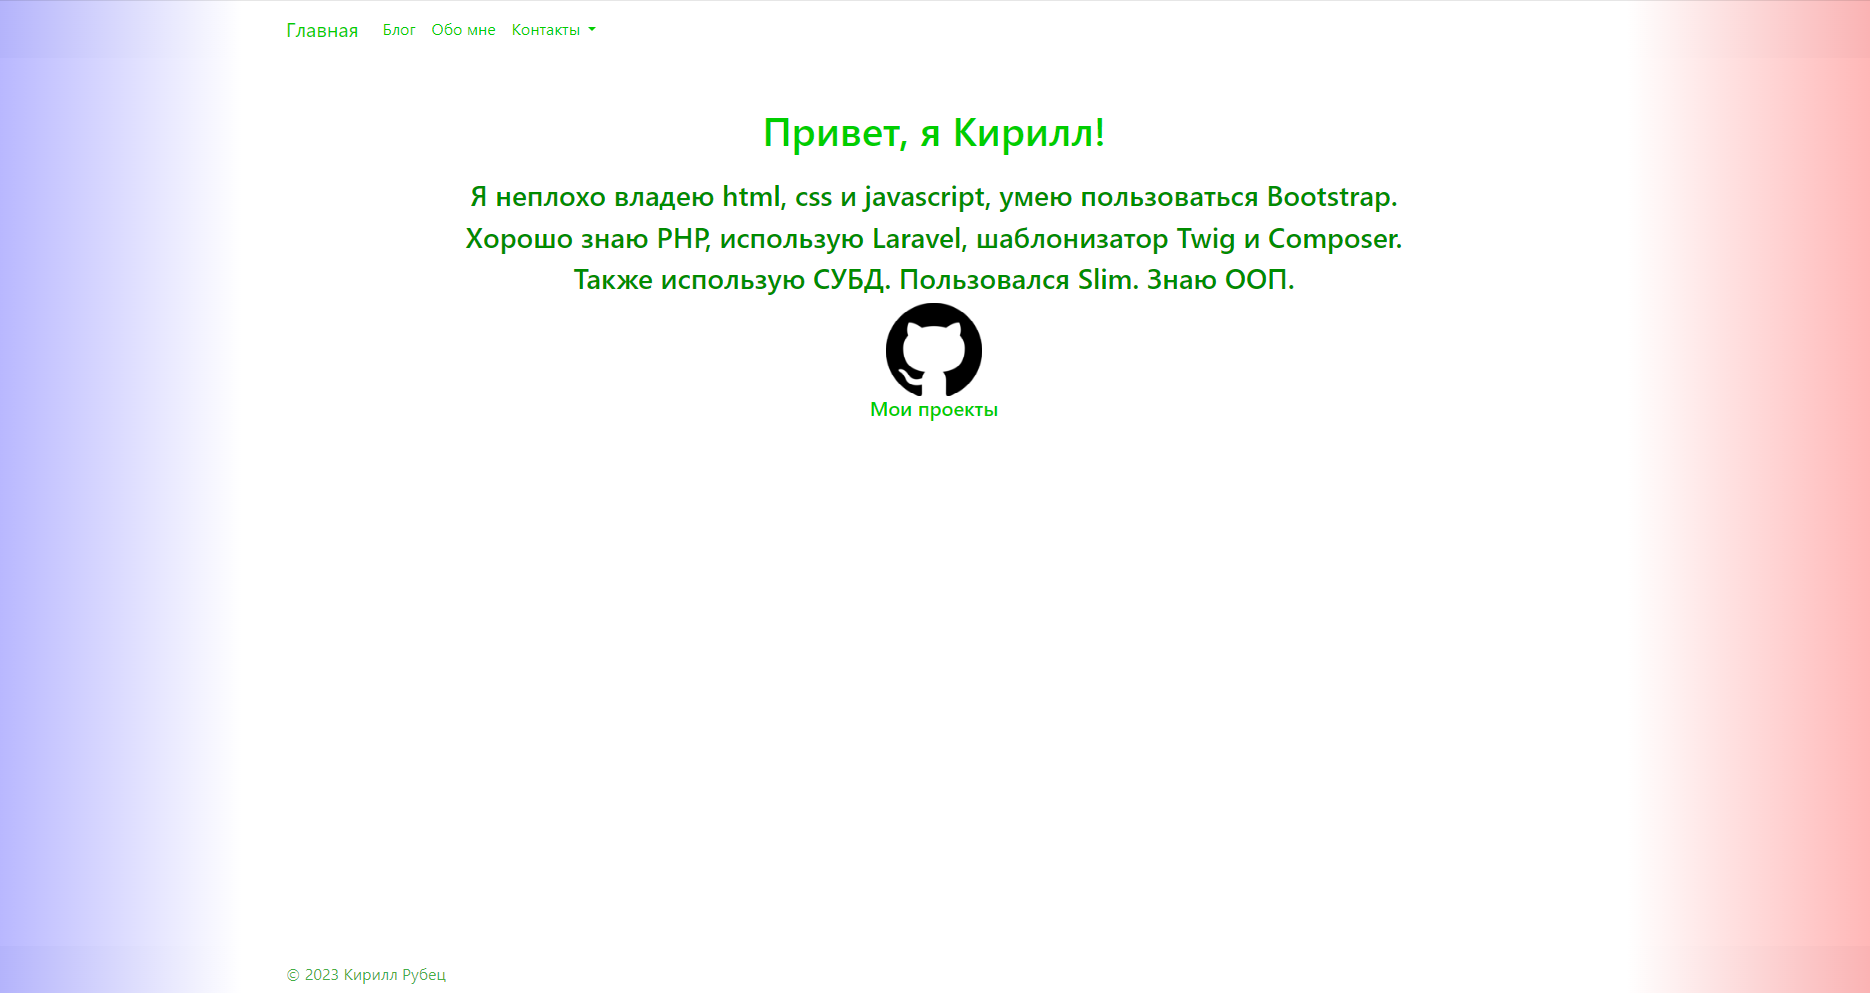 Главная Блог Обо мне Контакты
Привет, я Кирилл!
Я неплохо владею html, css и javascript, умею пользоваться Bootstrap.
Хорошо знаю PHP, использую Laravel, шаблонизатор Twig и Composer.
Также использую СУБД. Пользовался Slim. Знаю ООП.
Мои проекты
© 2023 Кирилл Рубец